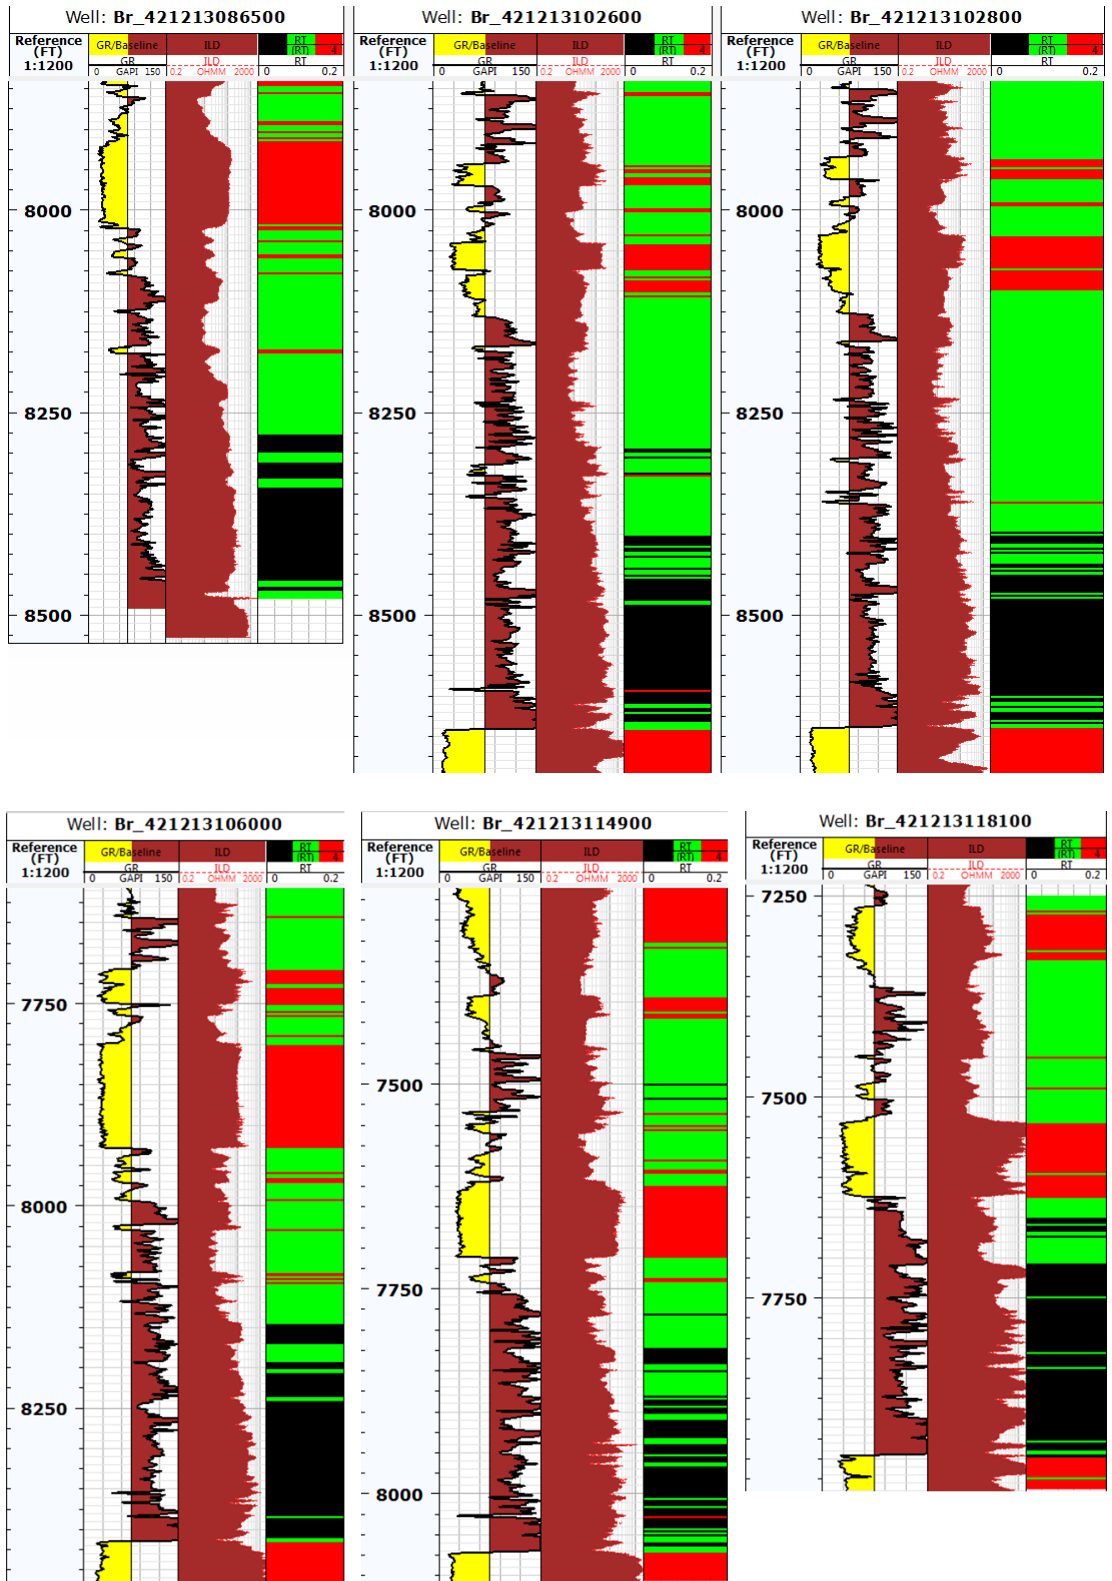 Well: Br_421213086500
Reference (FT) 1:1200
GR/Baseline
GR
0 GAPI 150
ILD
ILD
0.2 OHMM 2000
RT
(RT) 4
RT
0 0.2
8000
8250
8500
Well: Br_421213102600
Reference (FT) 1:1200
GR/Baseline
GR
0 GAPI 150
ILD
ILD
0.2 OHMM 2000
RT
(RT) 4
RT
0 0.2
8000
8250
8500
Well: Br_421213102800
Reference (FT) 1:1200
GR/Baseline
GR
0 GAPI 150
ILD
ILD
0.2 OHMM 2000
RT
(RT) 4
RT
0 0.2
8000
8250
8500
Well: Br_421213106000
Reference (FT) 1:1200
GR/Baseline
GR
0 GAPI 150
ILD
ILD
0.2 OHMM 2000
RT
(RT) 4
RT
0 0.2
7750
8000
8250
Well: Br_421213114900
Reference (FT) 1:1200
GR/Baseline
GR
0 GAPI 150
ILD
ILD
0.2 OHMM 2000
RT
(RT) 4
RT
0 0.2
7500
7750
8000
Well: Br_421213118100
Reference (FT) 1:1200
GR/Baseline
GR
0 GAPI 150
ILD
ILD
0.2 OHMM 2000
RT
(RT) 4
RT
0 0.2
7250
7500
7750